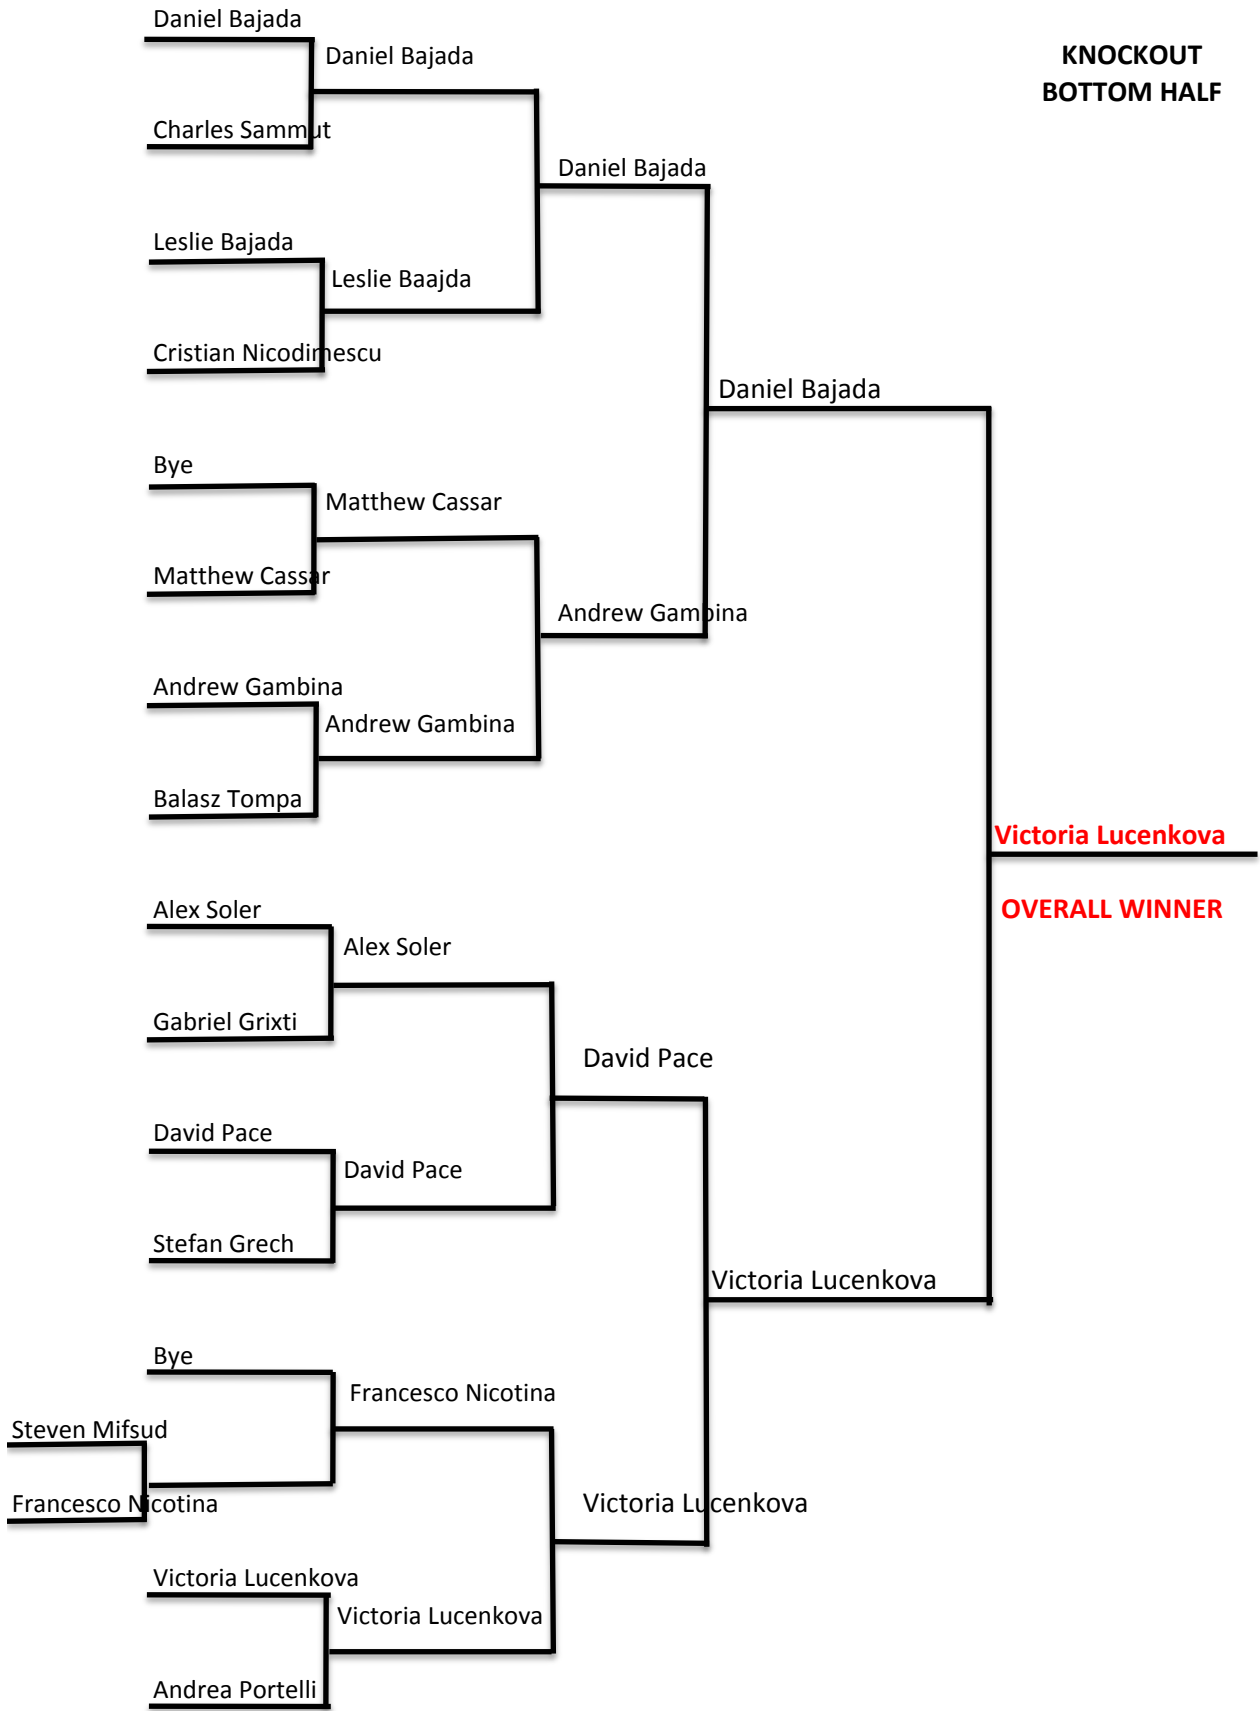 Daniel Bajada
Daniel Bajada
KNOCKOUT
BOTTOM HALF
Charles Sammut
Daniel Bajada
Leslie Bajada
Leslie Baajda
Cristian Nicodimescu
Daniel Bajada
Bye
Matthew Cassar
Matthew Cassar
Andrew Gambina
Andrew Gambina
Andrew Gambina
Balasz Tompa
Victoria Lucenkova
Alex Soler
OVERALL WINNER
Alex Soler
Gabriel Grixti
David Pace
David Pace
David Pace
Stefan Grech
Victoria Lucenkova
Bye
Francesco Nicotina
Steven Mifsud
Francesco Nicotina
Victoria Lucenkova
Victoria Lucenkova
Victoria Lucenkova
Andrea Portelli